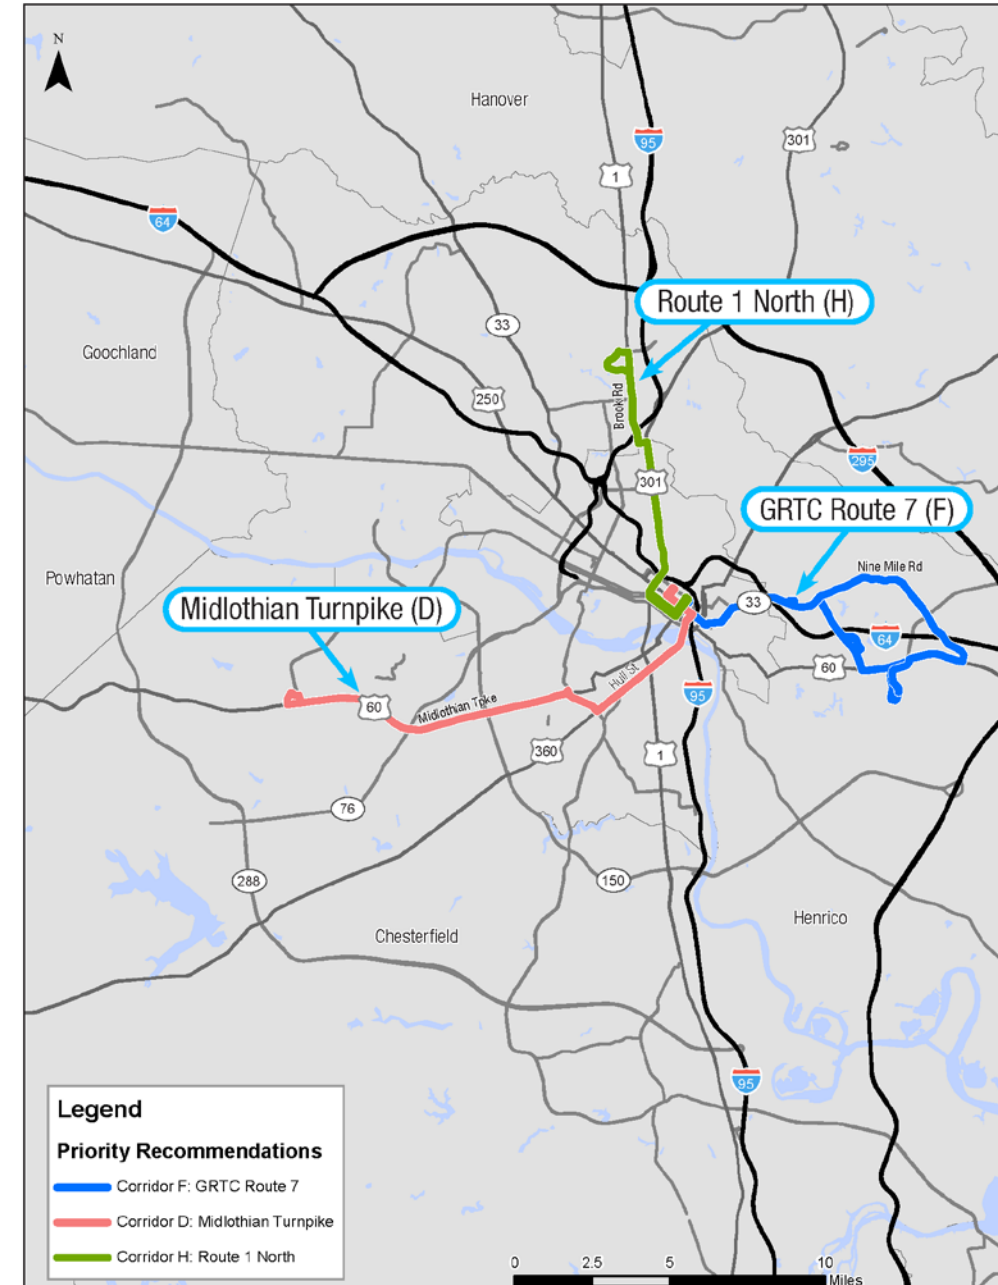 N
Hanover
95
301
1
64
Route 1 North (H)
33
Goochland
250
Brook Rd
295
301
GRTC Route 7 (F)
Nine Mile Rd
Powhatan
Midlothian Turnpike (D)
33
64
60
Hull St
95
60
Midlothian Tpke
360
1
76
288
150
Henrico
Chesterfield
95
Legend
Priority Recommendations
Corridor F: GRTC Route 7
Corridor D: Midlothian Turnpike
Corridor H: Route 1 North
0 2.5 5 10
Miles